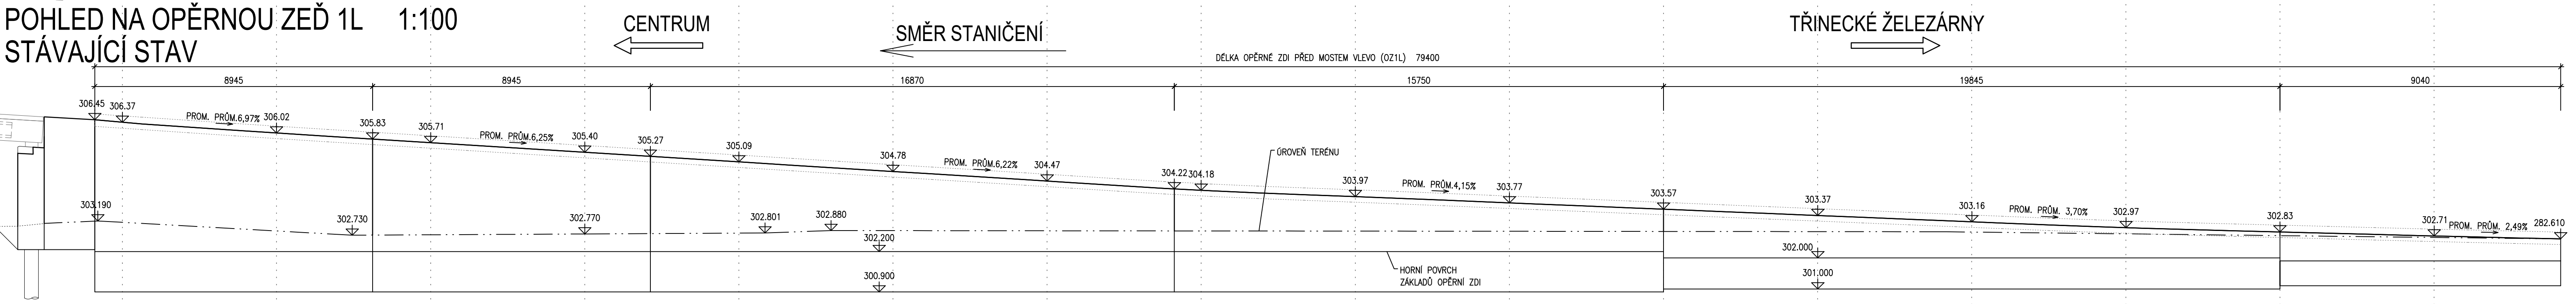 POHLED NA OPĚRNOU ZEĎ 1L 1:100
STÁVAJÍCÍ STAV
CENTRUM
SMĚR STANIČENÍ
TŘINECKÉ ŽELEZÁRNY
DÉLKA OPĚRNÉ ZDI PŘED MOSTEM VLEVO (OZ1L) 79400
8945
8945
16870
15750
19845
9040
306.45
306.37
PROM. PRŮM.6,97%
306.02
305.83
305.71
PROM. PRŮM.6,25%
305.40
305.27
305.09
304.78
PROM. PRŮM.6,22%
304.47
304.22
304.18
ÚROVEŇ TERÉNU
303.97
PROM. PRŮM.4,15%
303.77
303.57
303.37
303.16
PROM. PRŮM. 3,70%
302.97
302.83
302.71
PROM. PRŮM. 2,49%
282.610
303.190
302.730
302.770
302.801
302.880
302.200
302.000
HORNÍ POVRCH
ZÁKLADŮ OPĚRNÍ ZDI
300.900
301.000